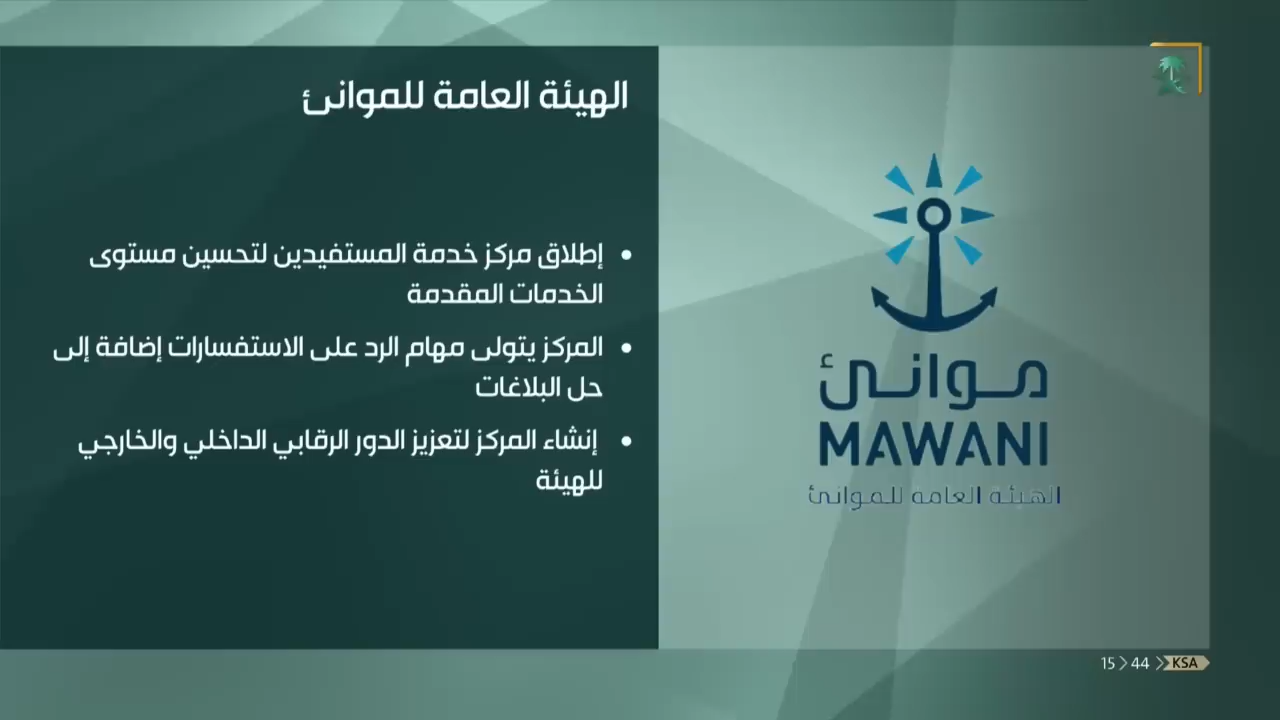 الهيئة العامة للموانئ
• إطلاق مركز خدمة المستفيدين لتحسين مستوى
الخدمات المقدمة
• المركز يتولى مهام الرد على الاستفسارات إضافة إلى
حل البلاغات
• إنشاء المركز لتعزيز الدور الرقابي الداخلي والخارجي
للهيئة
موانئ
MAWANI
الهيئة العامة للموانئ
15 > 44 >> KSA